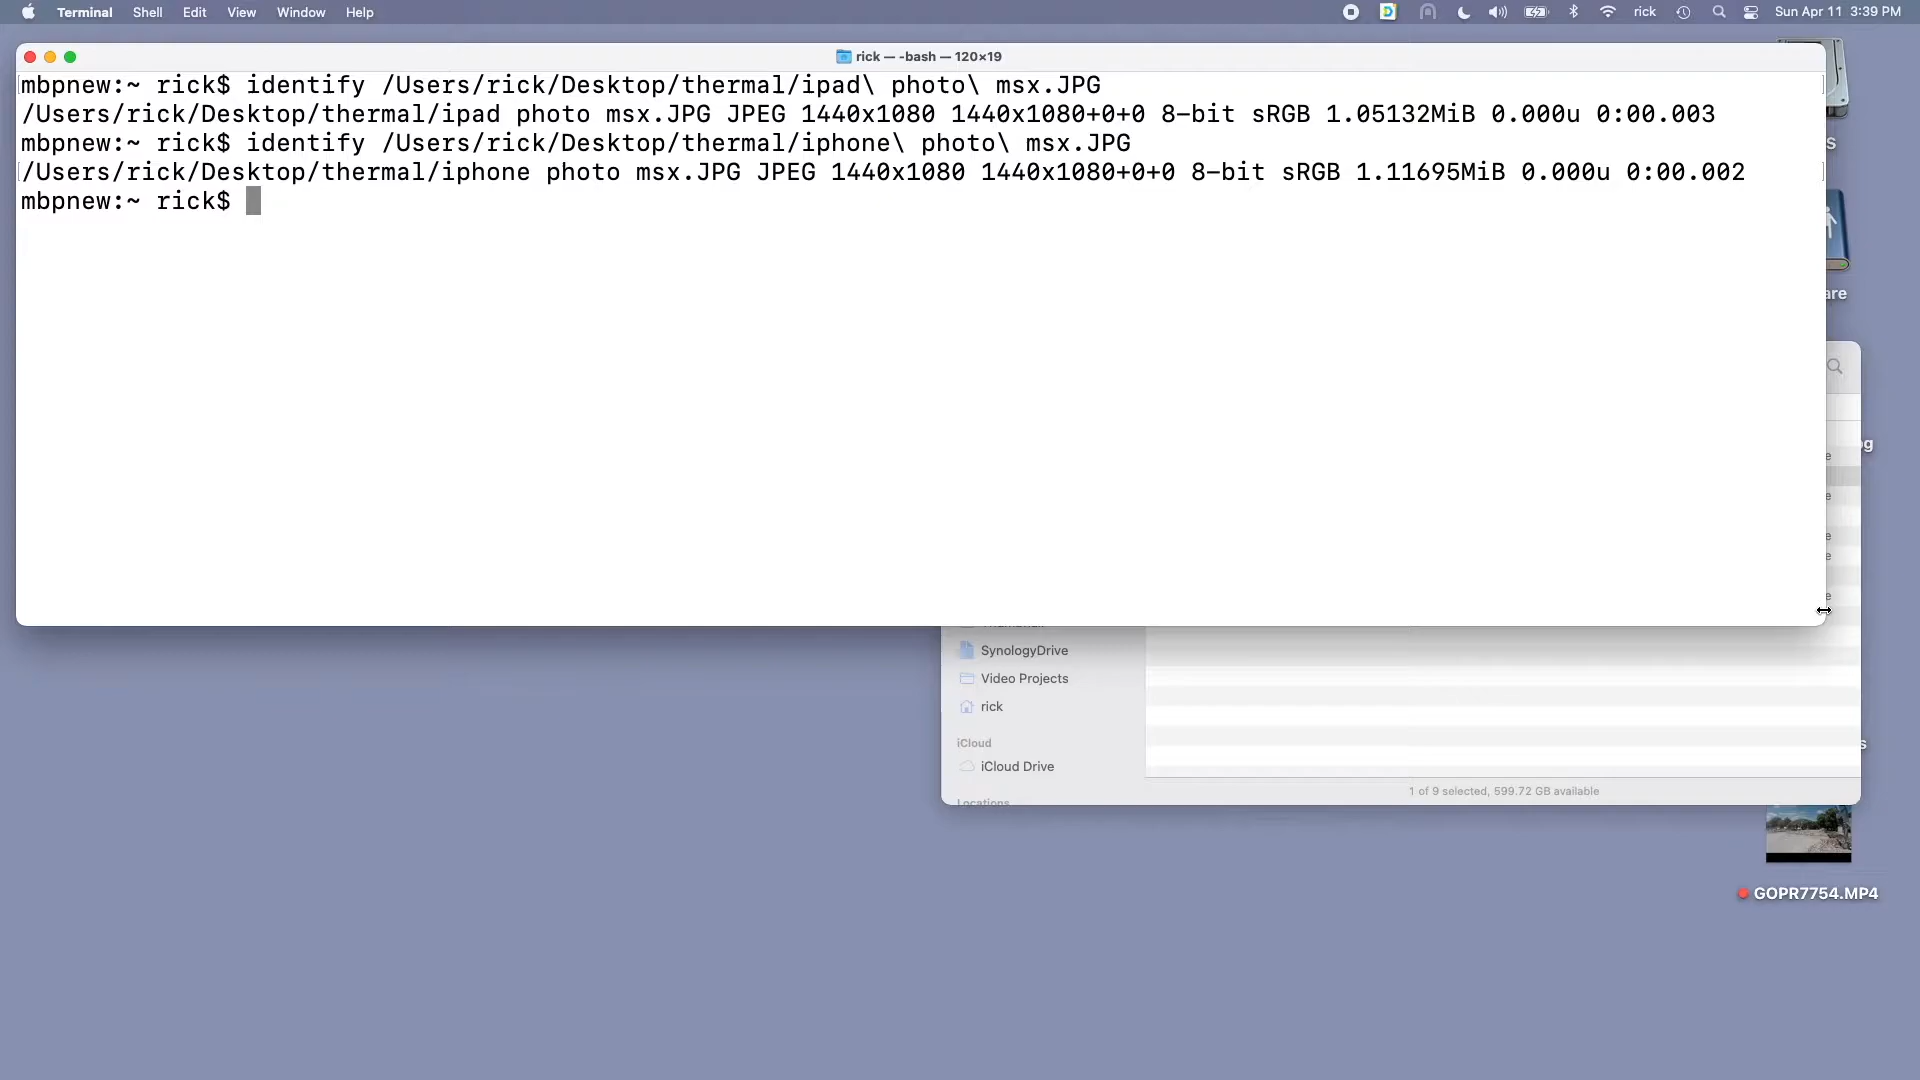 Terminal Shell Edit View Window Help rick Sun Apr 11 3:39 PM
rick — -bash — 120×19
mbpnew:~ rick$ identify /Users/rick/Desktop/thermal/ipad\ photo\ msx.JPG
/Users/rick/Desktop/thermal/ipad photo msx.JPG JPEG 1440x1080 1440x1080+0+0 8-bit sRGB 1.05132MiB 0.000u 0:00.003
mbpnew:~ rick$ identify /Users/rick/Desktop/thermal/iphone\ photo\ msx.JPG
/Users/rick/Desktop/thermal/iphone photo msx.JPG JPEG 1440x1080 1440x1080+0+0 8-bit sRGB 1.11695MiB 0.000u 0:00.002
mbpnew:~ rick$
SynologyDrive
Video Projects
rick
iCloud
iCloud Drive
Locations
1 of 9 selected, 599.72 GB available
GOPR7754.MP4